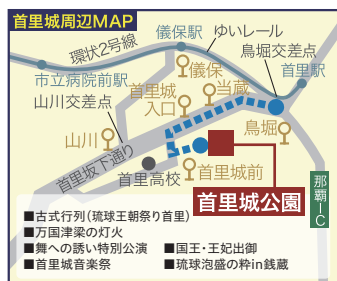 首里城周辺MAP
儀保駅
ゆいレール
環状2号線
鳥堀交差点
市立病院前駅
儀保
首里駅
山川交差点
首里城
入口
当蔵
山川
鳥堀
首里坂下通り
首里高校
首里城前
那覇IC
首里城公園
■古式行列(琉球王朝祭り首里)
■万国津梁の灯火
■舞への誘い特別公演 ■国王・王妃出御
■首里城音楽祭 ■琉球泡盛の粋in銭蔵